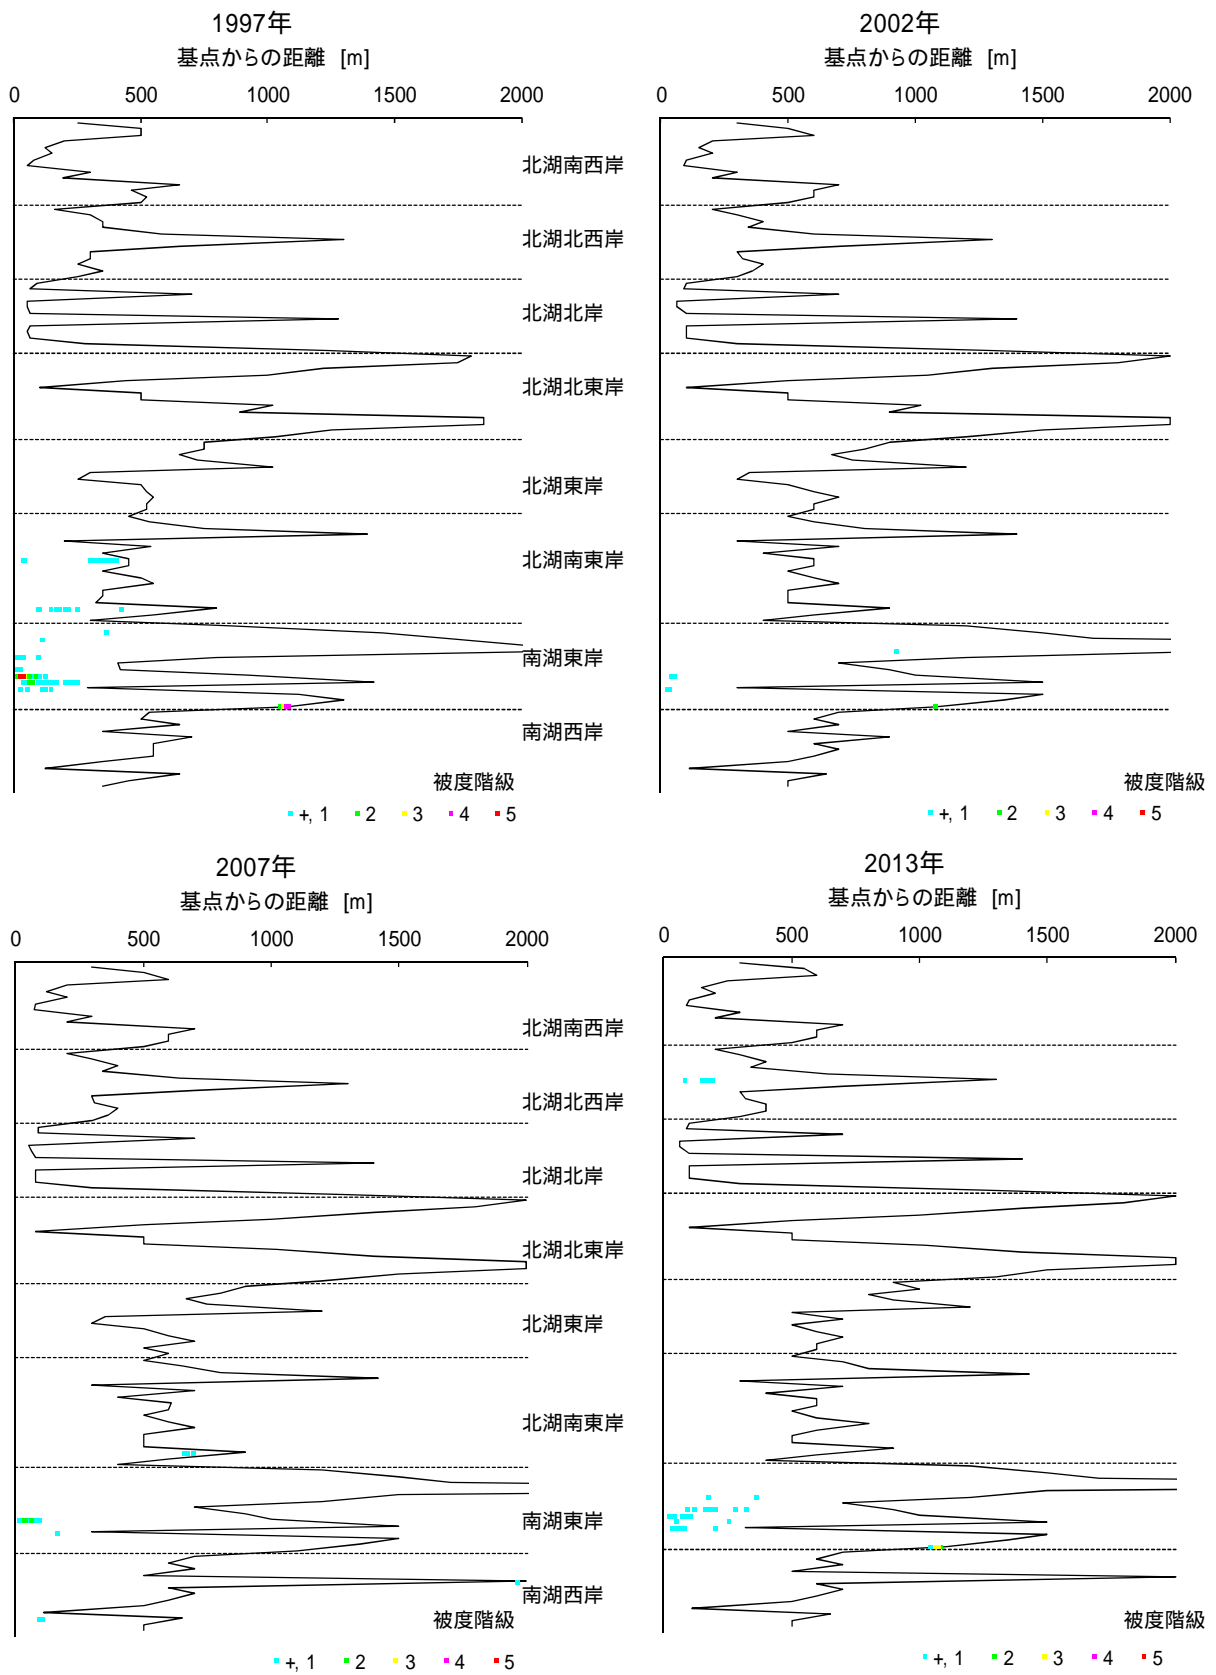 1997年
基点からの距離 [m]
0 500 1000 1500 2000
北湖南西岸
北湖北西岸
北湖北岸
北湖北東岸
北湖東岸
北湖南東岸
南湖東岸
南湖西岸
被度階級
+, 1 2 3 4 5
2002年
基点からの距離 [m]
0 500 1000 1500 2000
被度階級
+, 1 2 3 4 5
2007年
基点からの距離 [m]
0 500 1000 1500 2000
北湖南西岸
北湖北西岸
北湖北岸
北湖北東岸
北湖東岸
北湖南東岸
南湖東岸
南湖西岸
被度階級
+, 1 2 3 4 5
2013年
基点からの距離 [m]
0 500 1000 1500 2000
被度階級
+, 1 2 3 4 5